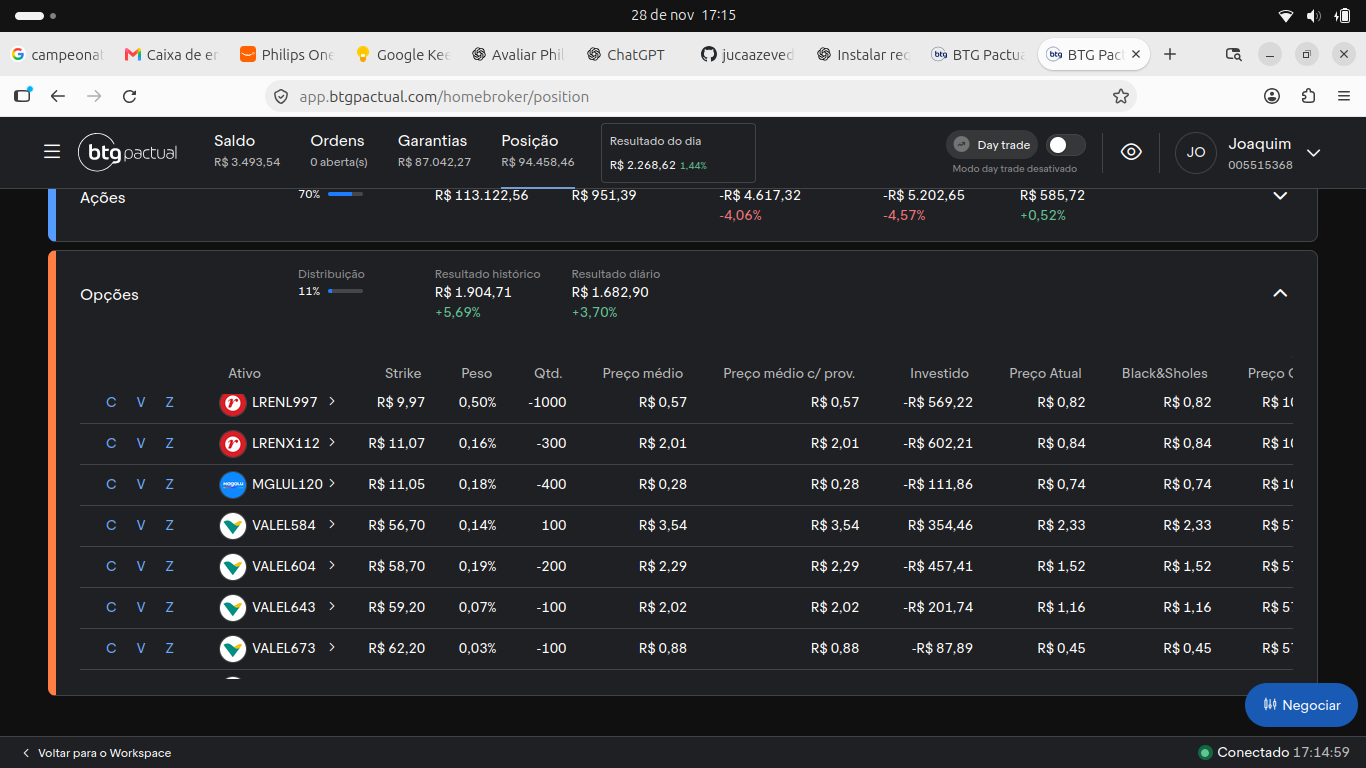 28 de nov 17:15
campeonat Caixa de er Philips One Google Kee Avaliar Phil ChatGPT jucaazeved Instalar rec BTG Pactua BTG Pact
app.btgpactual.com/homebroker/position
btgpactual Saldo Ordens Garantias Posição Resultado do dia Day trade JO Joaquim
R$ 3.493,54 0 aberta(s) R$ 87.042,27 R$ 94.458,46 R$ 2.268,62 1,44% Modo day trade desativado 005515368
Ações 70% R$ 113.122,56 R$ 951,39 -R$ 4.617,32 -R$ 5.202,65 R$ 585,72
-4,06% -4,57% +0,52%
Distribuição Resultado histórico Resultado diário
Opções 11% R$ 1.904,71 R$ 1.682,90
+5,69% +3,70%
Ativo Strike Peso Qtd. Preço médio Preço médio c/ prov. Investido Preço Atual Black&Sholes Preço
C V Z LRENL997 R$ 9,97 0,50% -1000 R$ 0,57 R$ 0,57 -R$ 569,22 R$ 0,82 R$ 0,82 R$ 10
C V Z LRENX112 R$ 11,07 0,16% -300 R$ 2,01 R$ 2,01 -R$ 602,21 R$ 0,84 R$ 0,84 R$ 10
C V Z magalu MGLUL120 R$ 11,05 0,18% -400 R$ 0,28 R$ 0,28 -R$ 111,86 R$ 0,74 R$ 0,74 R$ 10
C V Z VALEL584 R$ 56,70 0,14% 100 R$ 3,54 R$ 3,54 R$ 354,46 R$ 2,33 R$ 2,33 R$ 57
C V Z VALEL604 R$ 58,70 0,19% -200 R$ 2,29 R$ 2,29 -R$ 457,41 R$ 1,52 R$ 1,52 R$ 57
C V Z VALEL643 R$ 59,20 0,07% -100 R$ 2,02 R$ 2,02 -R$ 201,74 R$ 1,16 R$ 1,16 R$ 57
C V Z VALEL673 R$ 62,20 0,03% -100 R$ 0,88 R$ 0,88 -R$ 87,89 R$ 0,45 R$ 0,45 R$ 57
Negociar
Voltar para o Workspace Conectado 17:14:59